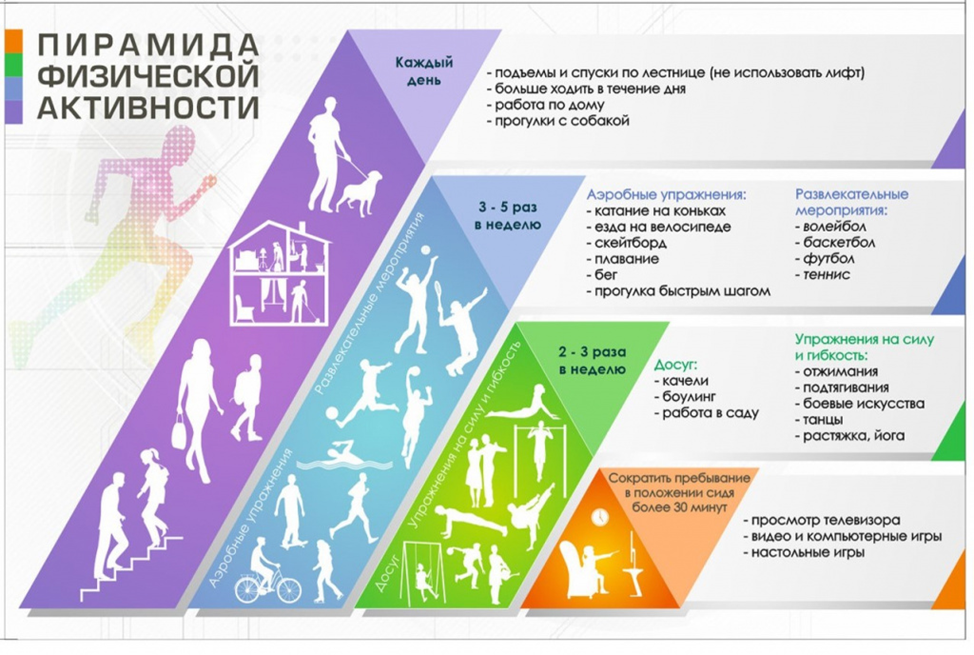 ПИРАМИДА
ФИЗИЧЕСКОЙ
АКТИВНОСТИ
Каждый
день
- подъемы и спуски по лестнице (не использовать лифт)
- больше ходить в течение дня
- работа по дому
- прогулки с собакой
3 - 5 раз
в неделю
Аэробные упражнения:
- катание на коньках
- езда на велосипеде
- скейтборд
- плавание
- бег
- прогулка быстрым шагом
Развлекательные
мероприятия:
- волейбол
- баскетбол
- футбол
- теннис
Развлекательные мероприятия
Аэробные упражнения
2 - 3 раза
в неделю
Досуг:
- качели
- боулинг
- работа в саду
Упражнения на силу
и гибкость:
- отжимания
- подтягивания
- боевые искусства
- танцы
- растяжка, йога
Упражнения на силу и гибкость
Досуг
Сократить пребывание
в положении сидя
более 30 минут
- просмотр телевизора
- видео и компьютерные игры
- настольные игры